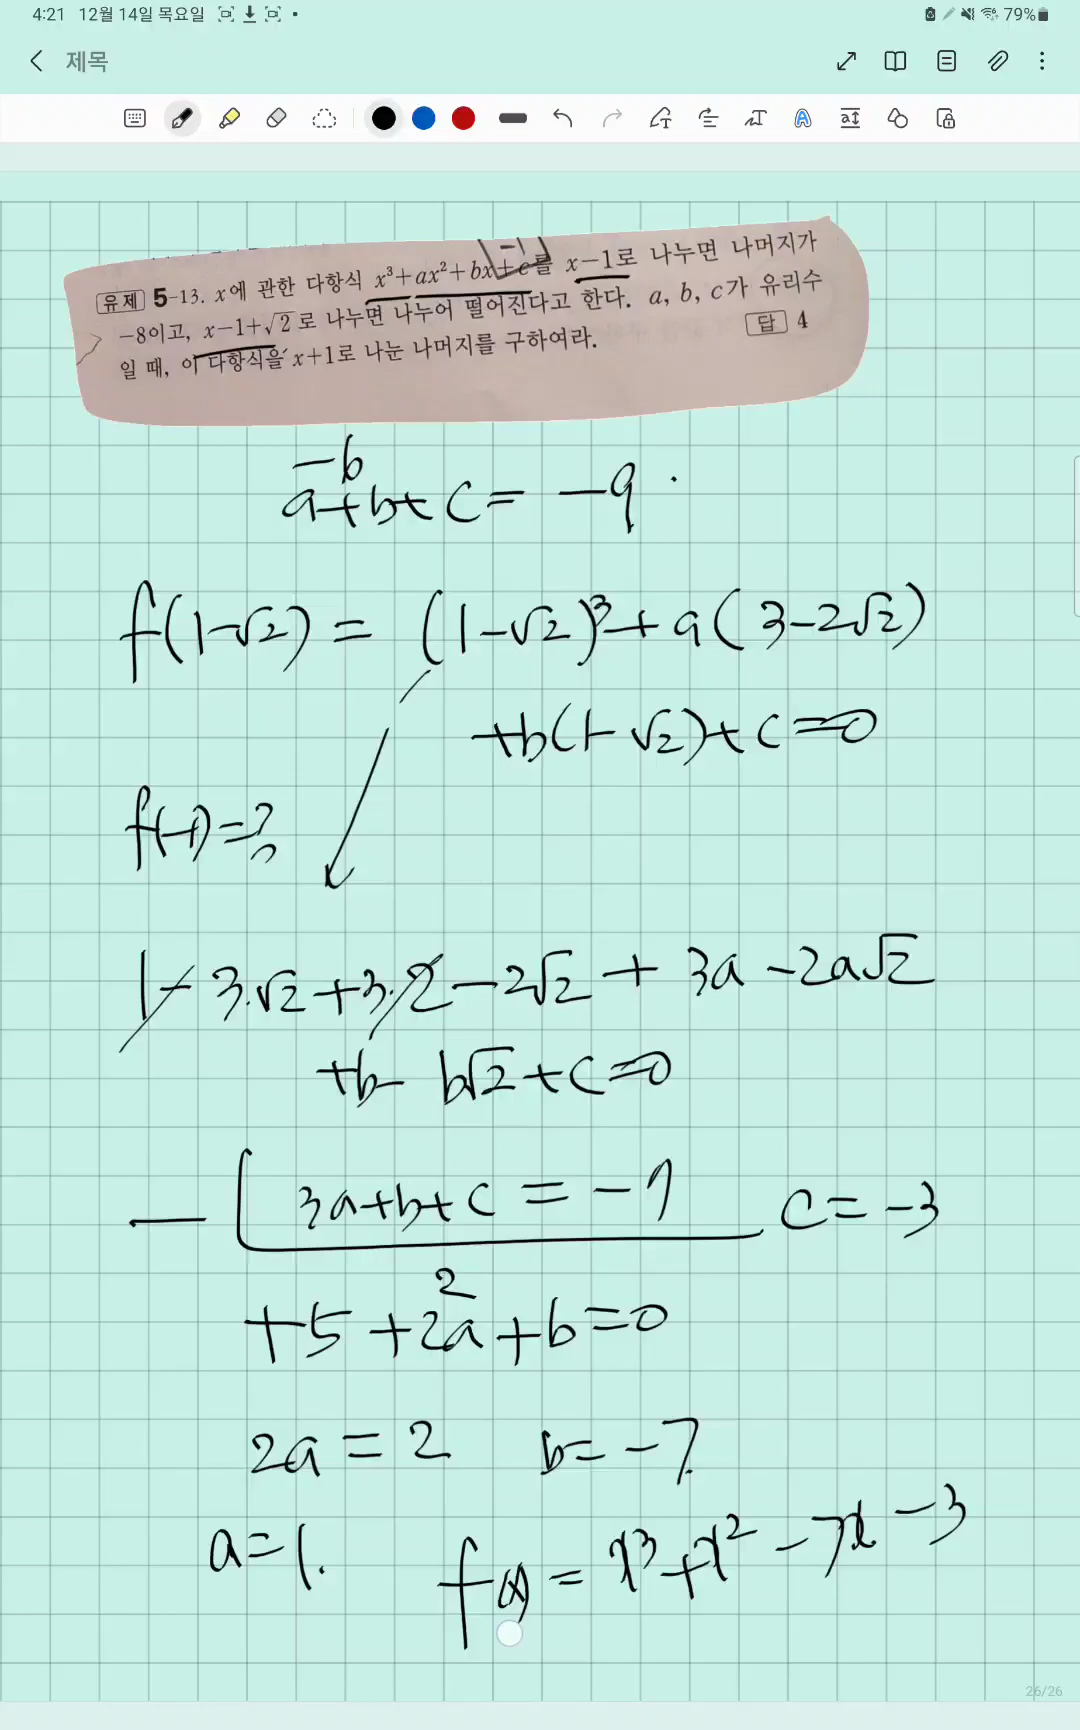 4:21 12월 14일 목요일 79%
제목
유제 5-13. x에 관한 다항식 x³+ax²+bx+c를 x-1로 나누면 나머지가
-8이고, x-1+√2로 나누면 나누어 떨어진다고 한다. a, b, c가 유리수
일 때, 이 다항식을 x+1로 나눈 나머지를 구하여라. 답 4
-1
-b
a+b+c=-9.
f(1-√2)=(1-√2)³+a(3-2√2)
+b(1-√2)+c=0
f(-1)=?
1-3·√2+3·2-2√2+3a-2a√2
+b-b√2+c=0
-3a+b+c=-7 c=-3
2
+5+2a+b=0
2a=2 b=-7
a=1.
f(x)=x³+x²-7x-3
26/26